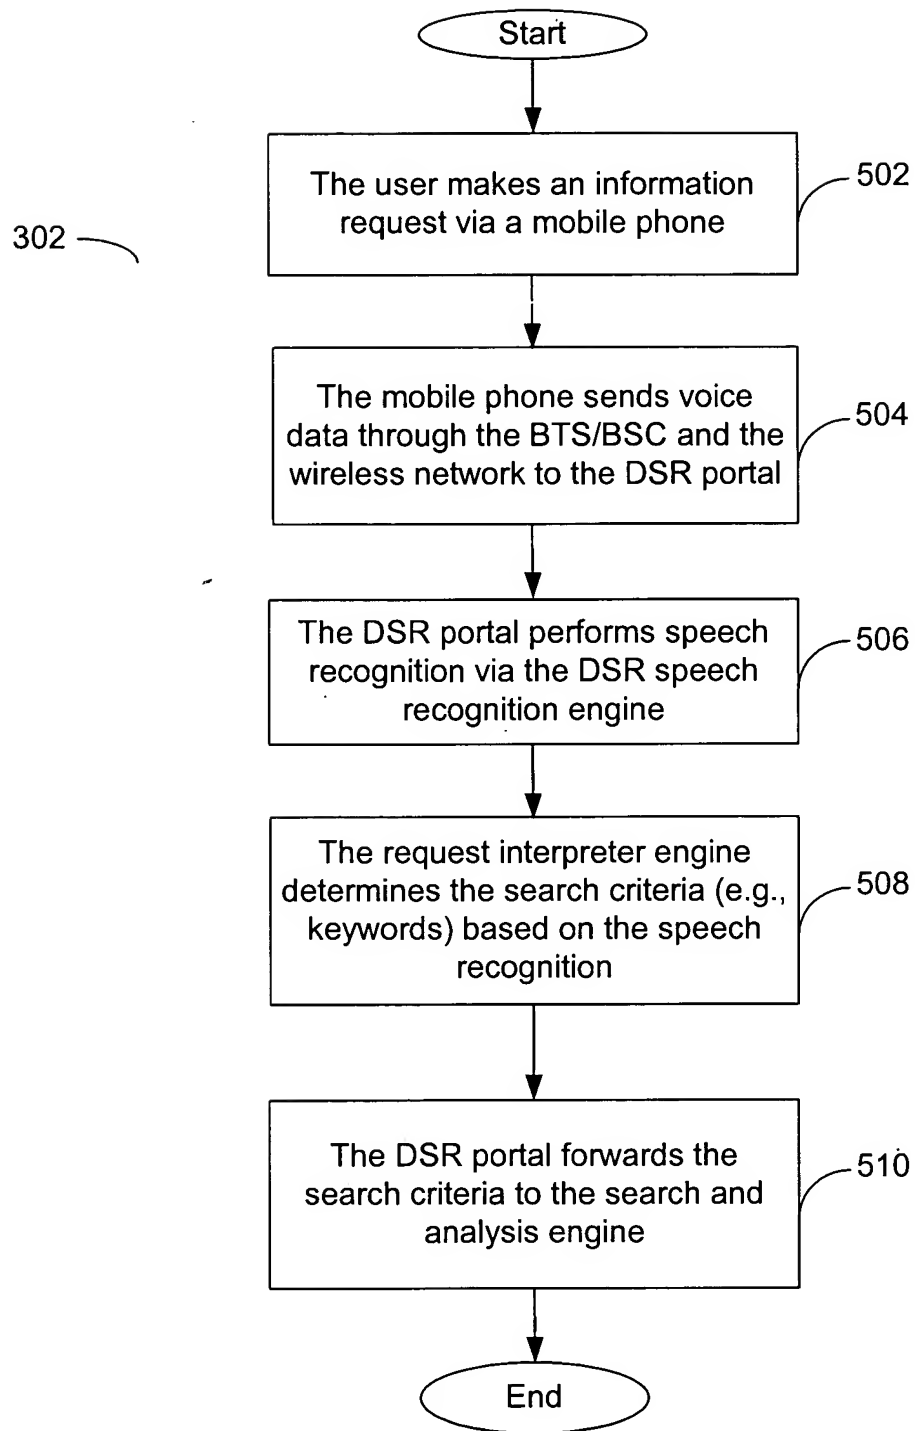 Start
The user makes an information
request via a mobile phone
502
302
The mobile phone sends voice
data through the BTS/BSC and the
wireless network to the DSR portal
504
The DSR portal performs speech
recognition via the DSR speech
recognition engine
506
The request interpreter engine
determines the search criteria (e.g.,
keywords) based on the speech
recognition
508
The DSR portal forwards the
search criteria to the search and
analysis engine
510
End